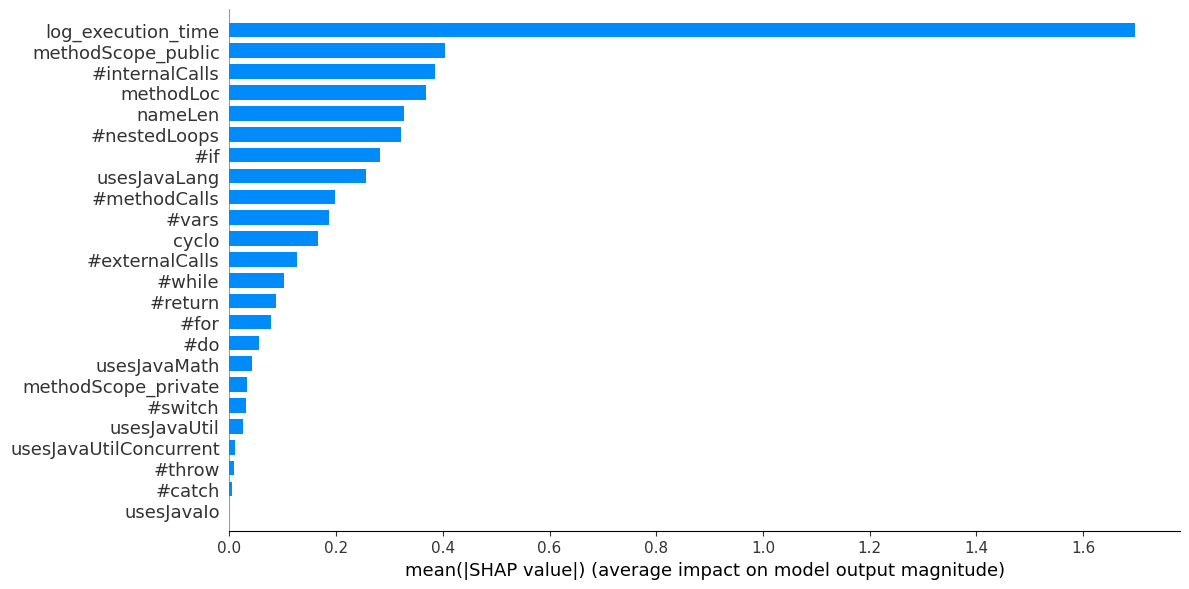 log_execution_time
methodScope_public
#internalCalls
methodLoc
nameLen
#nestedLoops
#if
usesJavaLang
#methodCalls
#vars
cyclo
#externalCalls
#while
#return
#for
#do
usesJavaMath
methodScope_private
#switch
usesJavaUtil
usesJavaUtilConcurrent
#throw
#catch
usesJavaIo
0.0 0.2 0.4 0.6 0.8 1.0 1.2 1.4 1.6
mean(|SHAP value|) (average impact on model output magnitude)